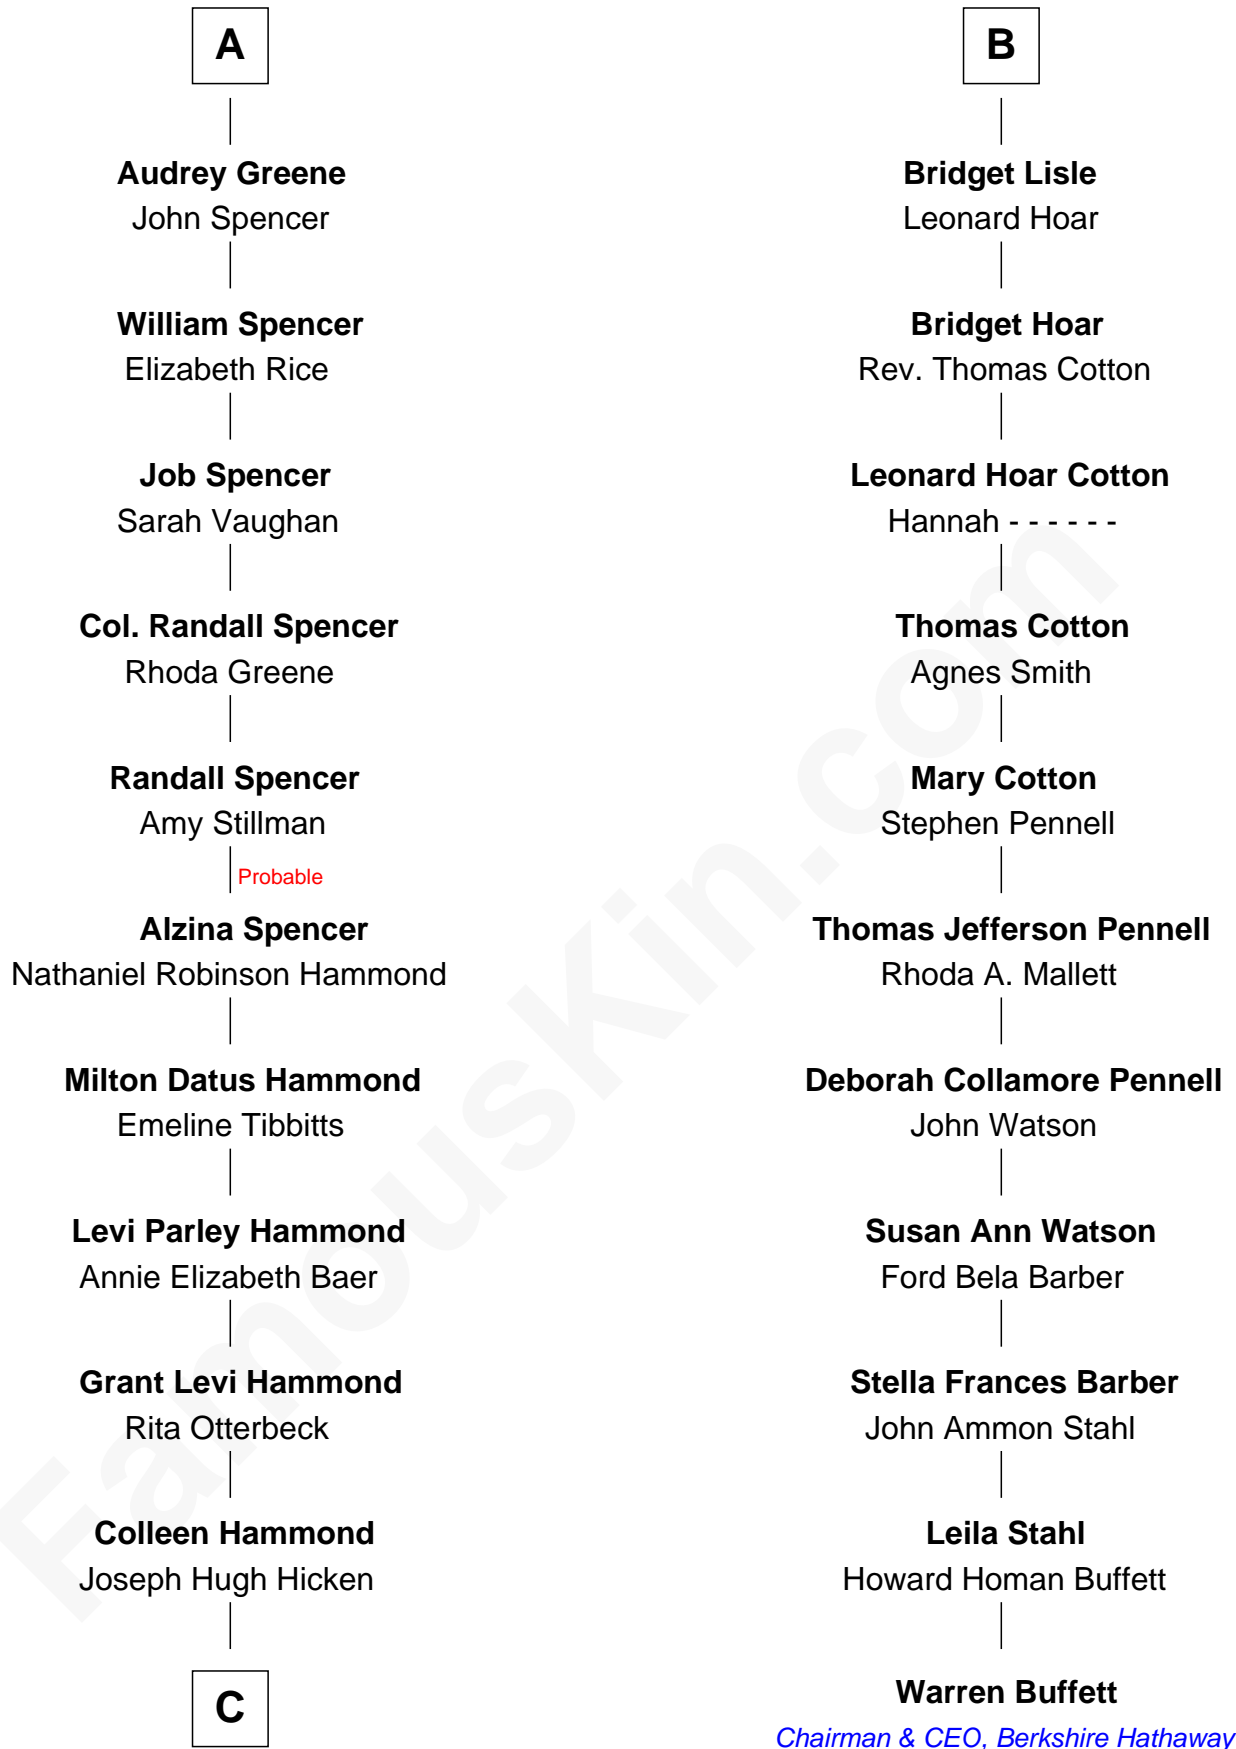 A
Audrey Greene
John Spencer
William Spencer
Elizabeth Rice
Job Spencer
Sarah Vaughan
Col. Randall Spencer
Rhoda Greene
Randall Spencer
Amy Stillman
Probable
Alzina Spencer
Nathaniel Robinson Hammond
Milton Datus Hammond
Emeline Tibbitts
Levi Parley Hammond
Annie Elizabeth Baer
Grant Levi Hammond
Rita Otterbeck
Colleen Hammond
Joseph Hugh Hicken
C
B
Bridget Lisle
Leonard Hoar
Bridget Hoar
Rev. Thomas Cotton
Leonard Hoar Cotton
Hannah - - - - - -
Thomas Cotton
Agnes Smith
Mary Cotton
Stephen Pennell
Thomas Jefferson Pennell
Rhoda A. Mallett
Deborah Collamore Pennell
John Watson
Susan Ann Watson
Ford Bela Barber
Stella Frances Barber
John Ammon Stahl
Leila Stahl
Howard Homan Buffett
Warren Buffett
Chairman & CEO, Berkshire Hathaway
FamousKin.com